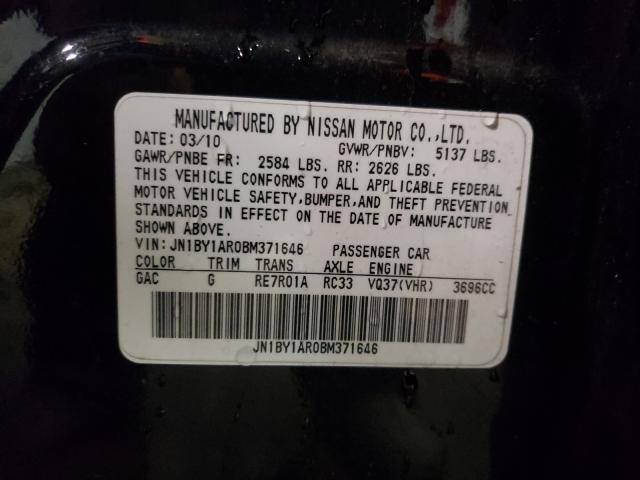 MANUFACTURED BY NISSAN MOTOR CO.,LTD.
DATE: 03/10 GVWR/PNBV: 5137 LBS.
GAWR/PNBE FR: 2584 LBS. RR: 2626 LBS.
THIS VEHICLE CONFORMS TO ALL APPLICABLE FEDERAL
MOTOR VEHICLE SAFETY,BUMPER,AND THEFT PREVENTION
STANDARDS IN EFFECT ON THE DATE OF MANUFACTURE
SHOWN ABOVE.
VIN: JN1BY1AR0BM371646 PASSENGER CAR
COLOR TRIM TRANS AXLE ENGINE
GAC G RE7R01A RC33 VQ37(VHR) 3696CC
JN1BY1AR0BM371646